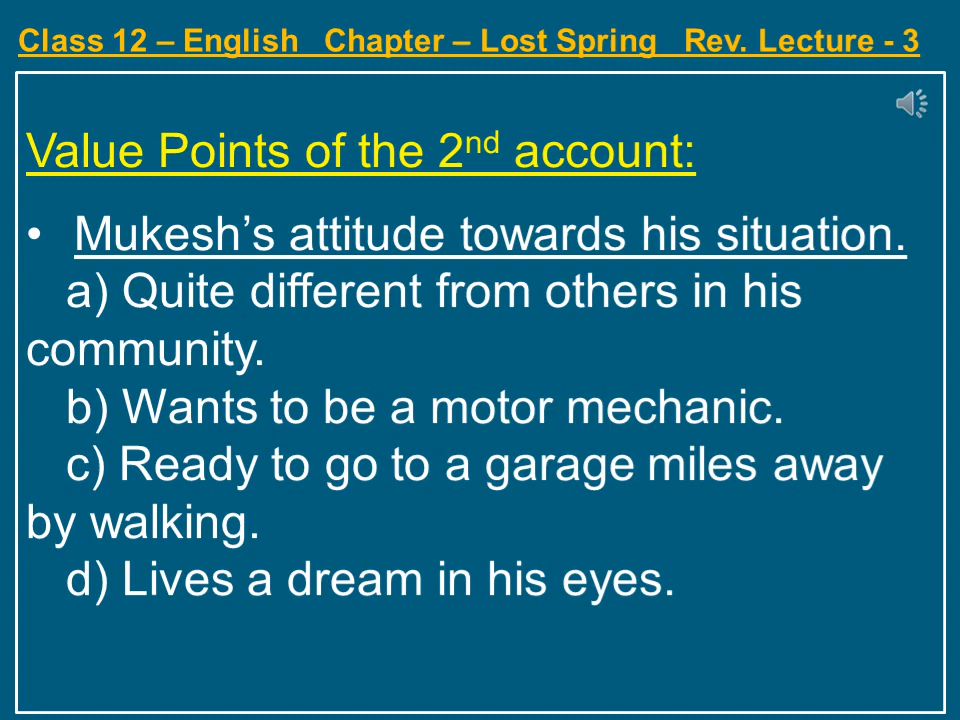 Class 12 – English   Chapter – Lost Spring   Rev. Lecture - 3
Value Points of the 2nd account:
• Mukesh’s attitude towards his situation.
a) Quite different from others in his
community.
b) Wants to be a motor mechanic.
c) Ready to go to a garage miles away
by walking.
d) Lives a dream in his eyes.